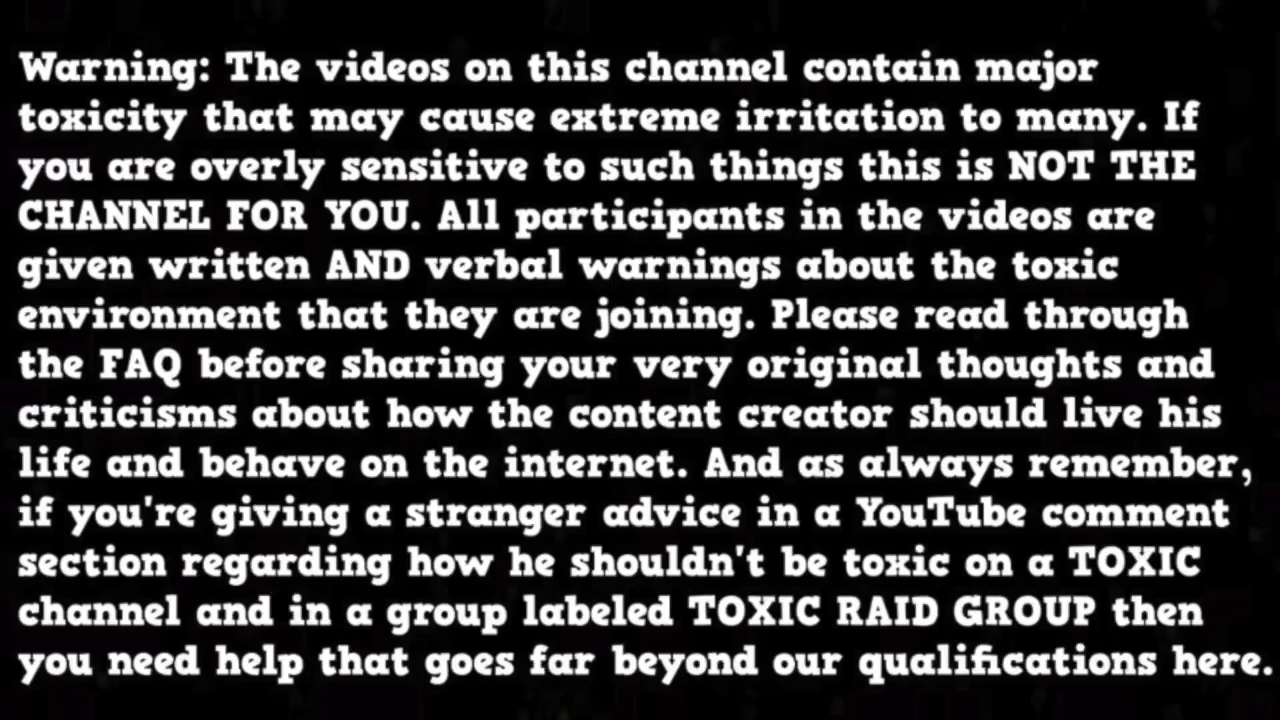 Warning: The videos on this channel contain major
toxicity that may cause extreme irritation to many. If
you are overly sensitive to such things this is NOT THE
CHANNEL FOR YOU. All participants in the videos are
given written AND verbal warnings about the toxic
environment that they are joining. Please read through
the FAQ before sharing your very original thoughts and
criticisms about how the content creator should live his
life and behave on the internet. And as always remember,
if you're giving a stranger advice in a YouTube comment
section regarding how he shouldn't be toxic on a TOXIC
channel and in a group labeled TOXIC RAID GROUP then
you need help that goes far beyond our qualifications here.